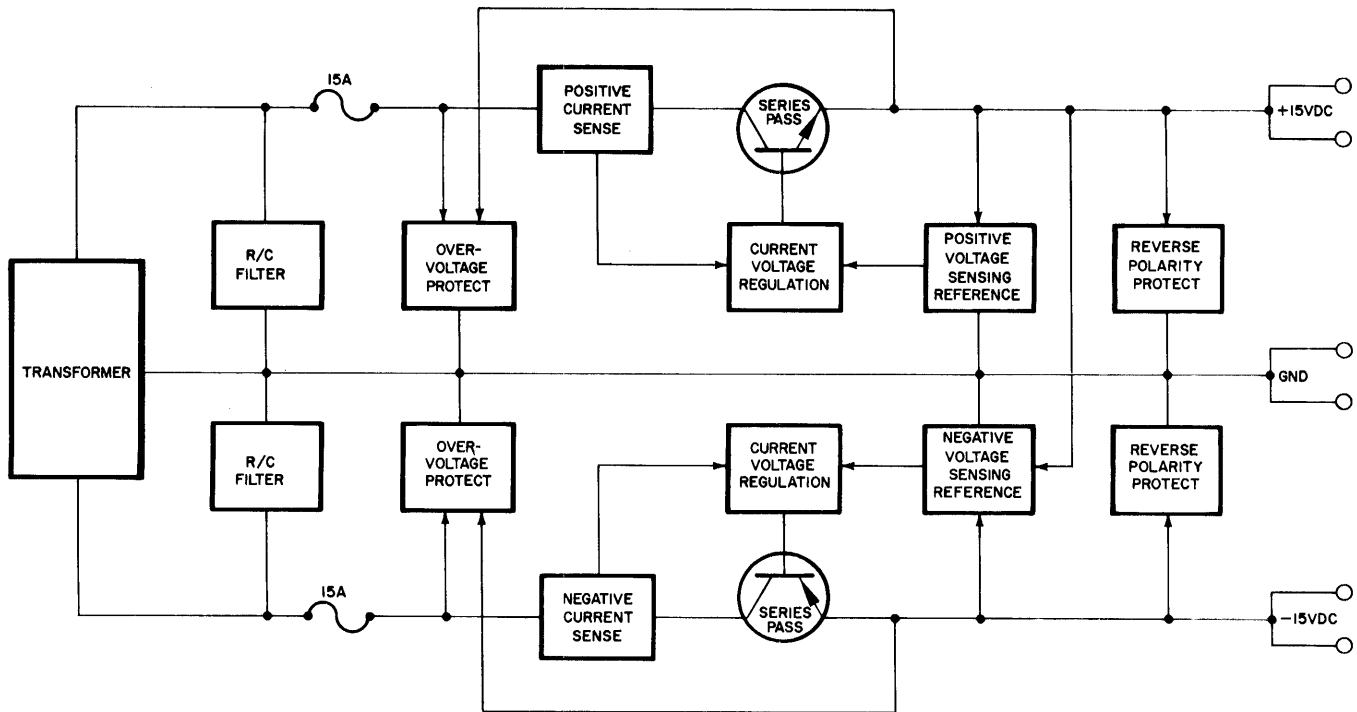 15A
POSITIVE
CURRENT
SENSE
SERIES
PASS
+15VDC
R/C
FILTER
OVER-
VOLTAGE
PROTECT
CURRENT
VOLTAGE
REGULATION
POSITIVE
VOLTAGE
SENSING
REFERENCE
REVERSE
POLARITY
PROTECT
TRANSFORMER
GND
R/C
FILTER
OVER-
VOLTAGE
PROTECT
CURRENT
VOLTAGE
REGULATION
NEGATIVE
VOLTAGE
SENSING
REFERENCE
REVERSE
POLARITY
PROTECT
15A
NEGATIVE
CURRENT
SENSE
SERIES
PASS
-15VDC